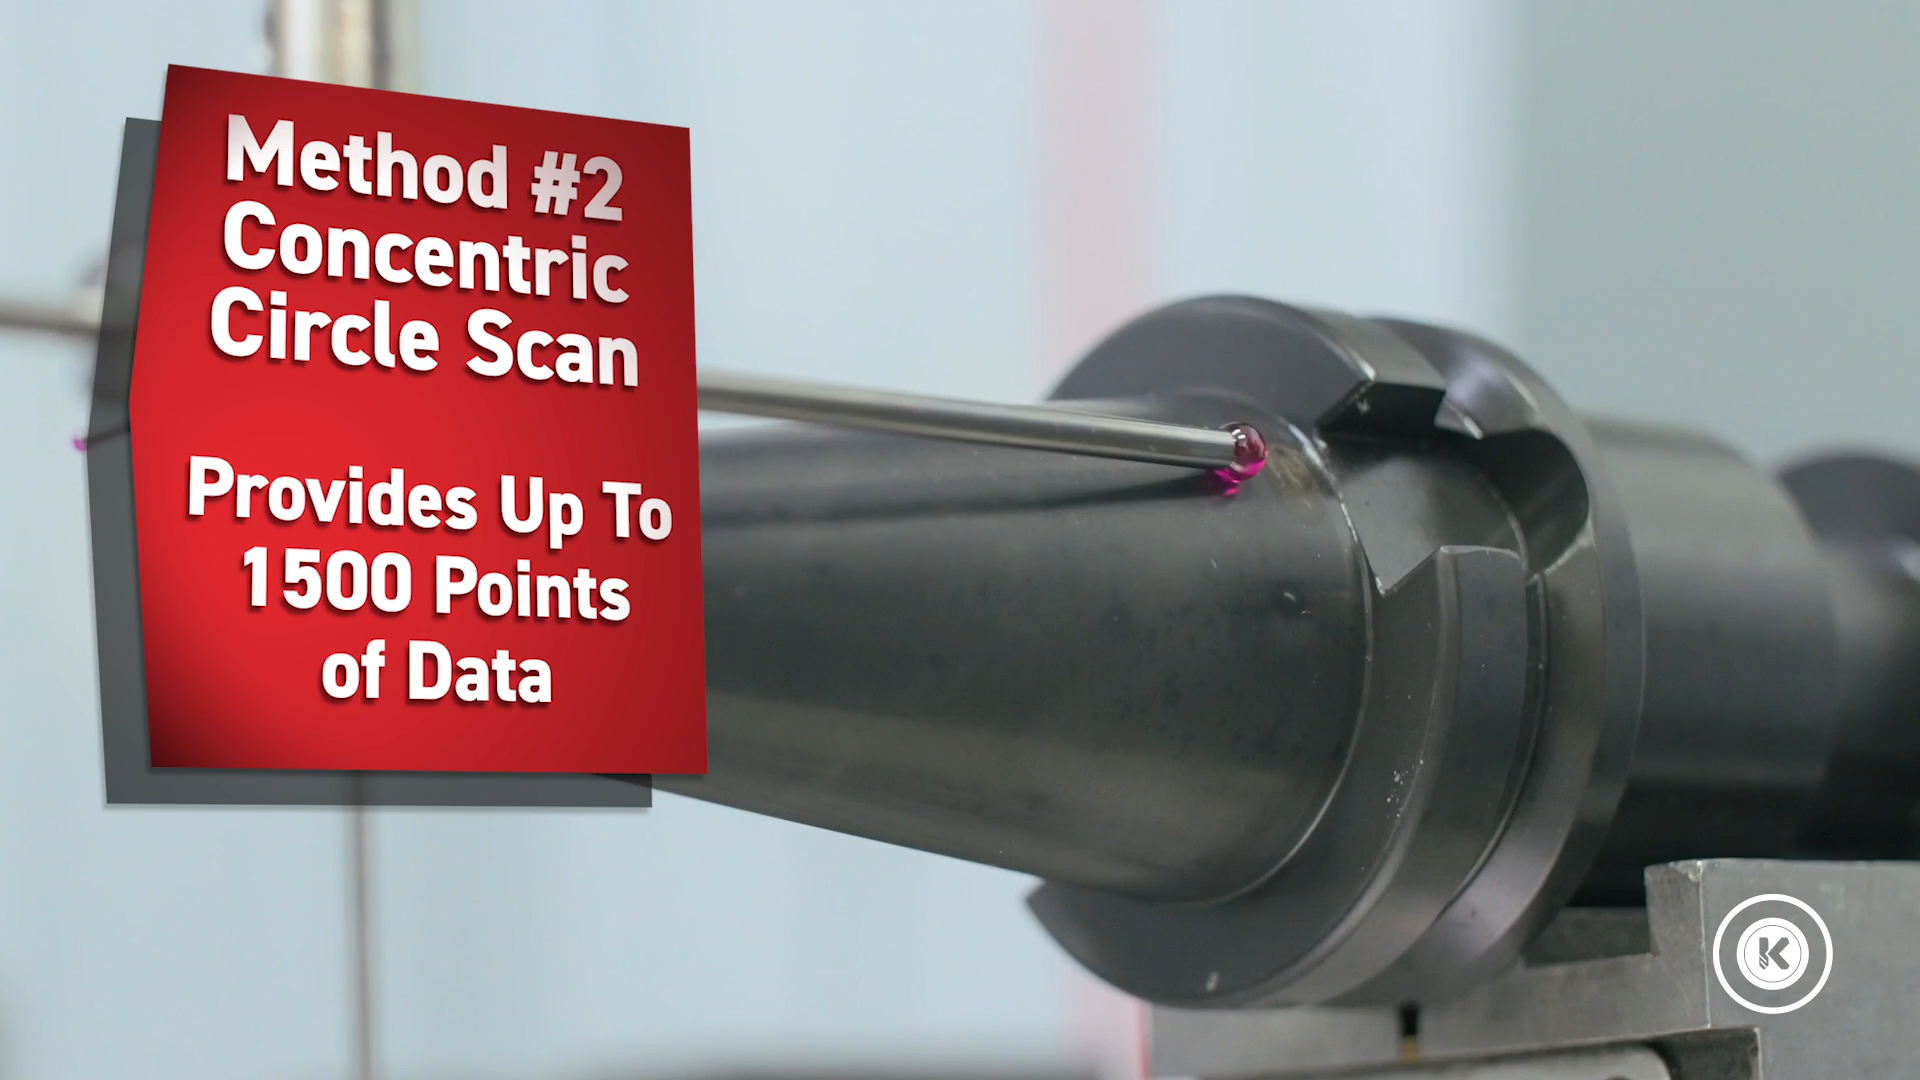 Method #2
Concentric
Circle Scan
Provides Up To
1500 Points
of Data
K